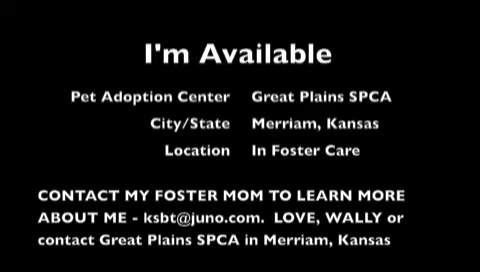 I'm Available
Pet Adoption Center Great Plains SPCA
City/State Merriam, Kansas
Location In Foster Care
CONTACT MY FOSTER MOM TO LEARN MORE
ABOUT ME - ksbt@juno.com. LOVE, WALLY or
contact Great Plains SPCA in Merriam, Kansas